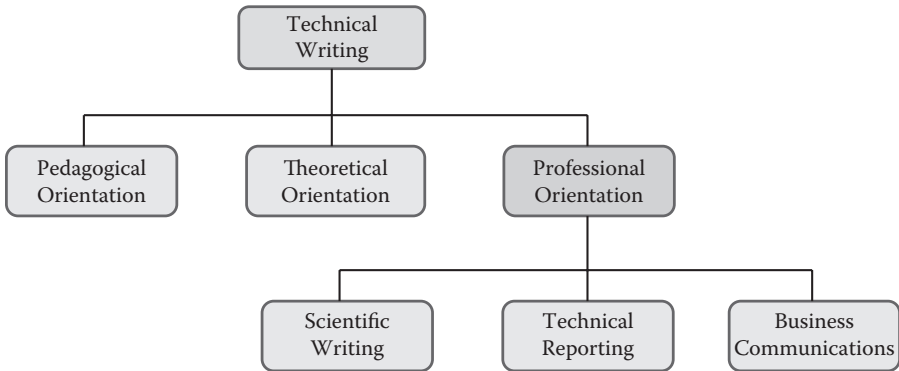 Technical
Writing
Pedagogical
Orientation
Theoretical
Orientation
Professional
Orientation
Scientific
Writing
Technical
Reporting
Business
Communications